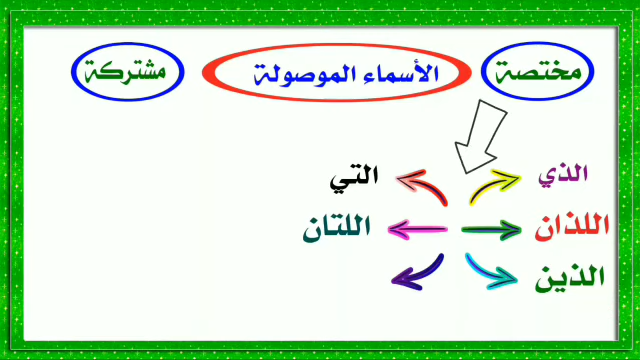 مختصة الأسماء الموصولة مشتركة
الذي التي
اللذان اللتان
الذين